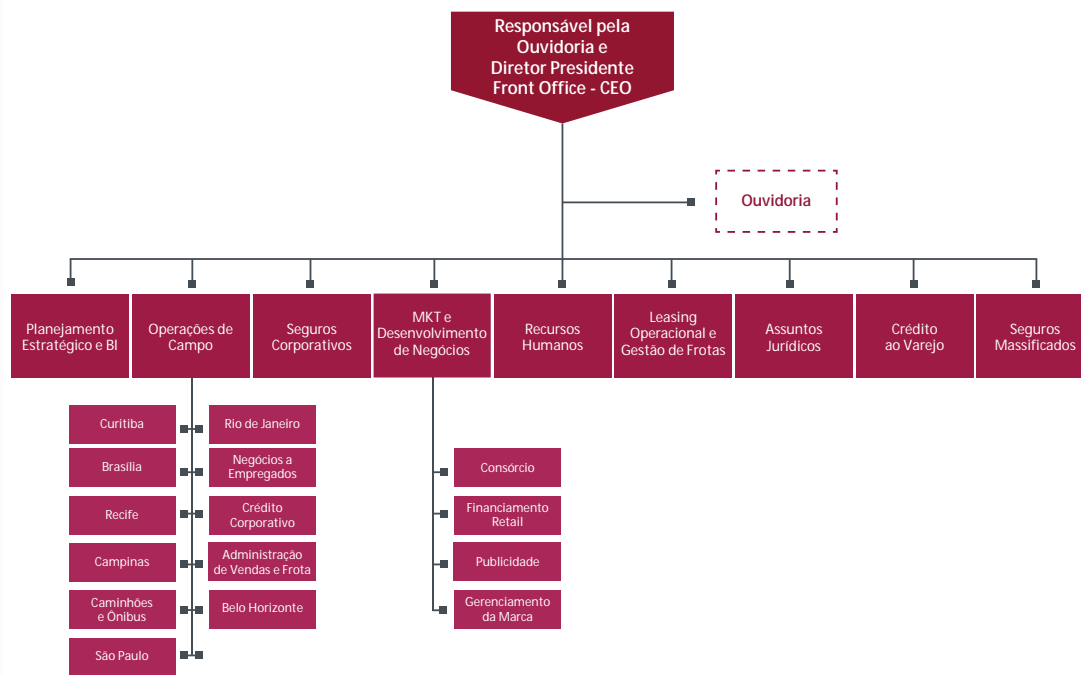 Responsável pela
Ouvidoria e
Diretor Presidente
Front Office - CEO
Ouvidoria
Planejamento
Estratégico e BI
Operações de
Campo
Seguros
Corporativos
MKT e
Desenvolvimento
de Negócios
Recursos
Humanos
Leasing
Operacional e
Gestão de Frotas
Assuntos
Jurídicos
Crédito
ao Varejo
Seguros
Massificados
Curitiba
Rio de Janeiro
Brasília
Negócios a
Empregados
Recife
Crédito
Corporativo
Campinas
Administração
de Vendas e Frota
Caminhões
e Ônibus
Belo Horizonte
São Paulo
Consórcio
Financiamento
Retail
Publicidade
Gerenciamento
da Marca